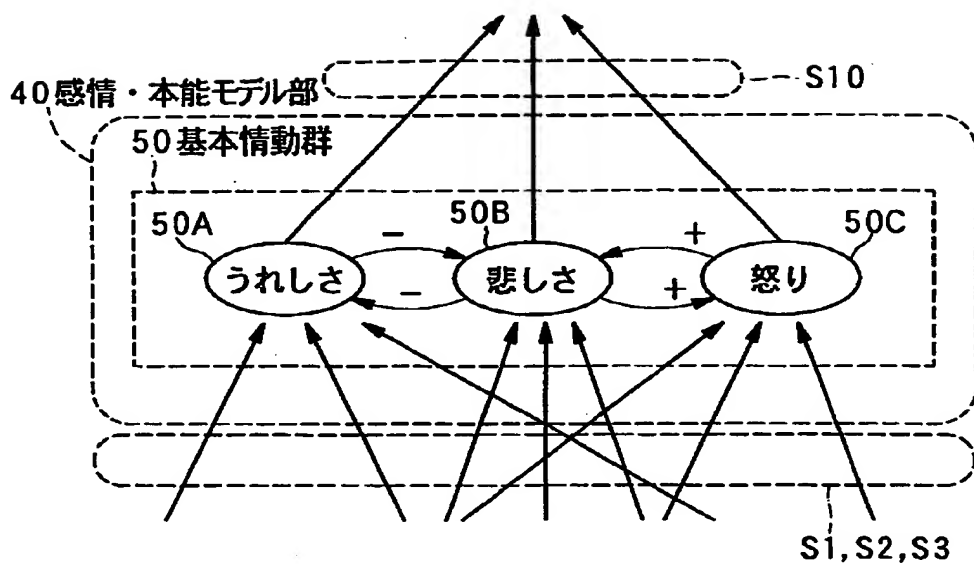 S10
40感情・本能モデル部
50基本情動群
50A
50B
50C
－
＋
うれしさ
悲しさ
怒り
－
＋
S1,S2,S3